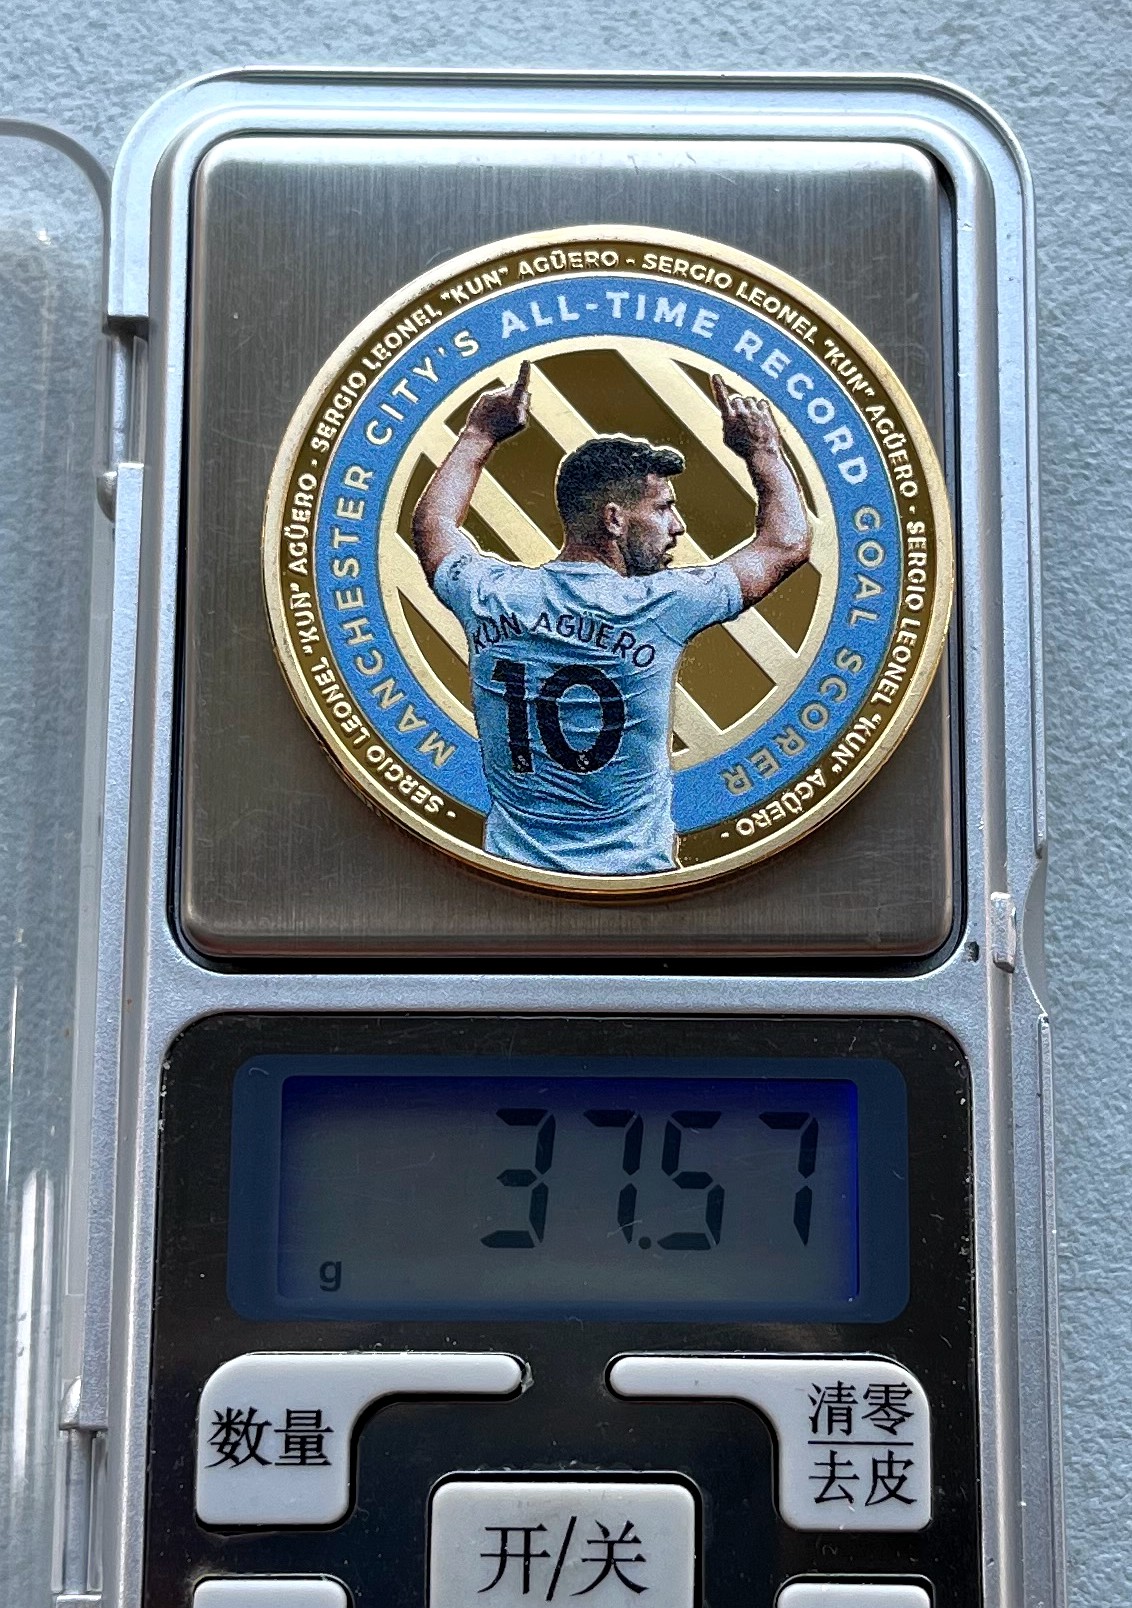 SERGIO LEONEL "KUN" AGÜERO - SERGIO LEONEL "KUN" AGÜERO - SERGIO LEONEL "KUN" AGÜERO - SERGIO LEONEL "KUN" AGÜERO -
MANCHESTER CITY'S ALL-TIME RECORD GOAL SCORER
KUN AGÜERO
10
37.57
g
数量
清零
去皮
开/关